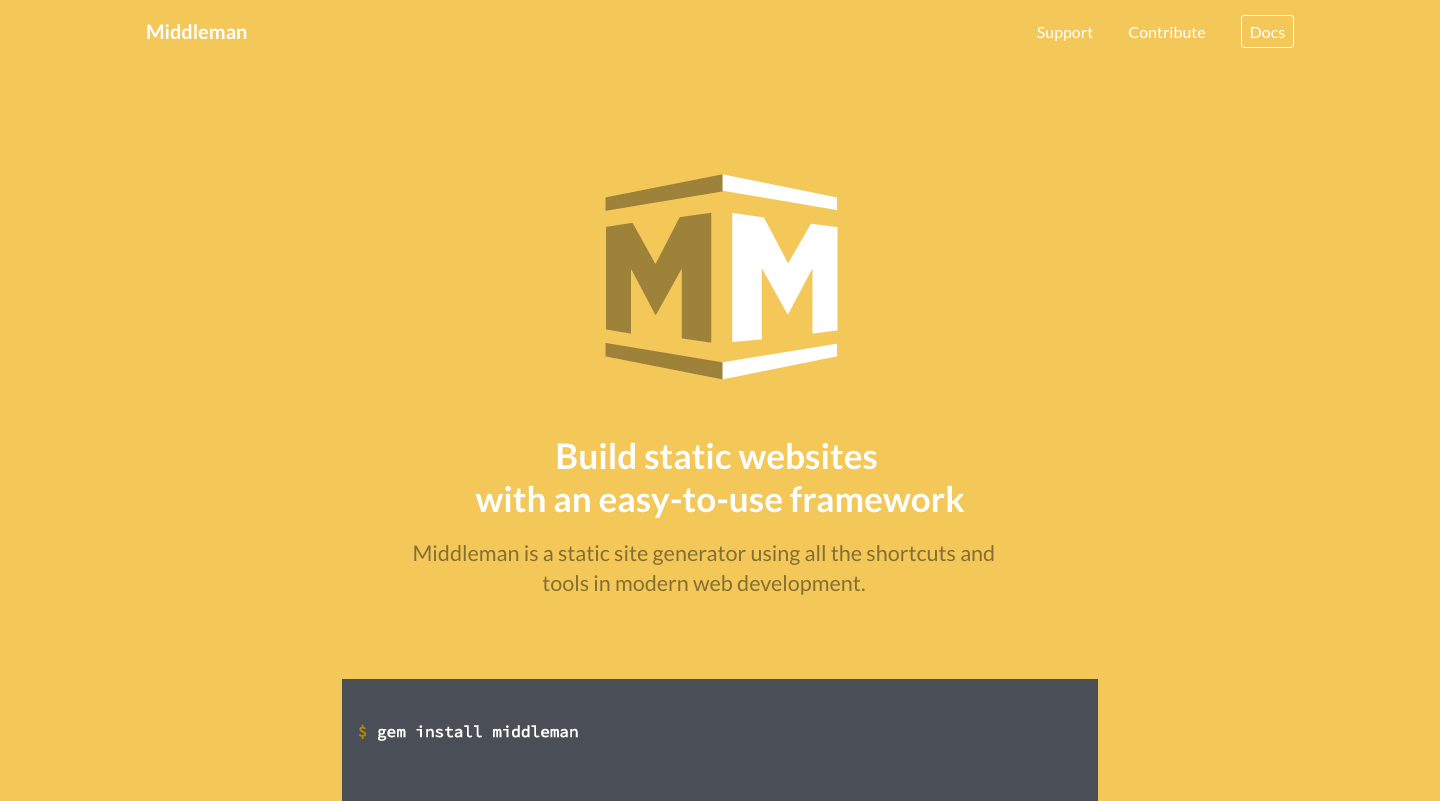 Middleman
Support
Contribute
Docs
MM
Build static websites
with an easy-to-use framework
Middleman is a static site generator using all the shortcuts and
tools in modern web development.
$ gem install middleman